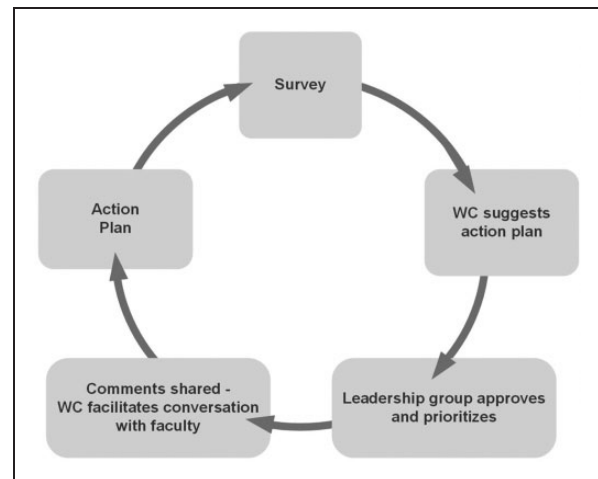 Survey
WC suggests
action plan
Leadership group approves
and prioritizes
Comments shared -
WC facilitates conversation
with faculty
Action
Plan